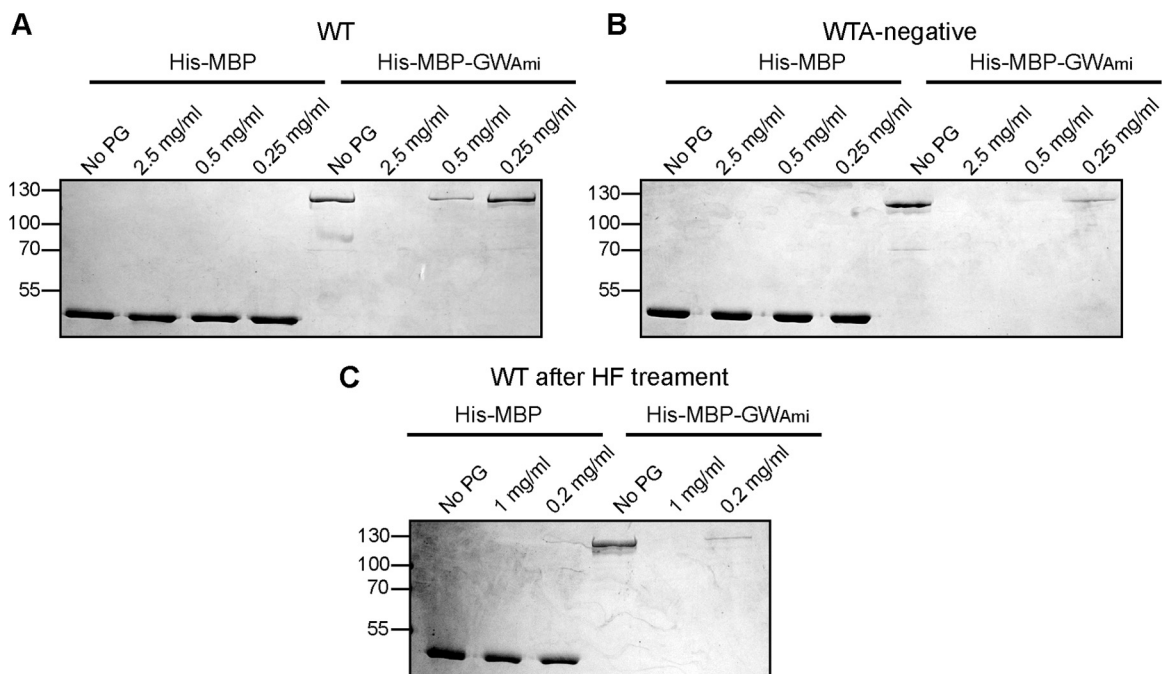 A
WT
His-MBP
His-MBP-GWAmi
No PG
2.5 mg/ml
0.5 mg/ml
0.25 mg/ml
No PG
2.5 mg/ml
0.5 mg/ml
0.25 mg/ml
130
100
70
55
B
WTA-negative
His-MBP
His-MBP-GWAmi
No PG
2.5 mg/ml
0.5 mg/ml
0.25 mg/ml
No PG
2.5 mg/ml
0.5 mg/ml
0.25 mg/ml
130
100
70
55
C
WT after HF treament
His-MBP
His-MBP-GWAmi
No PG
1 mg/ml
0.2 mg/ml
No PG
1 mg/ml
0.2 mg/ml
130
100
70
55